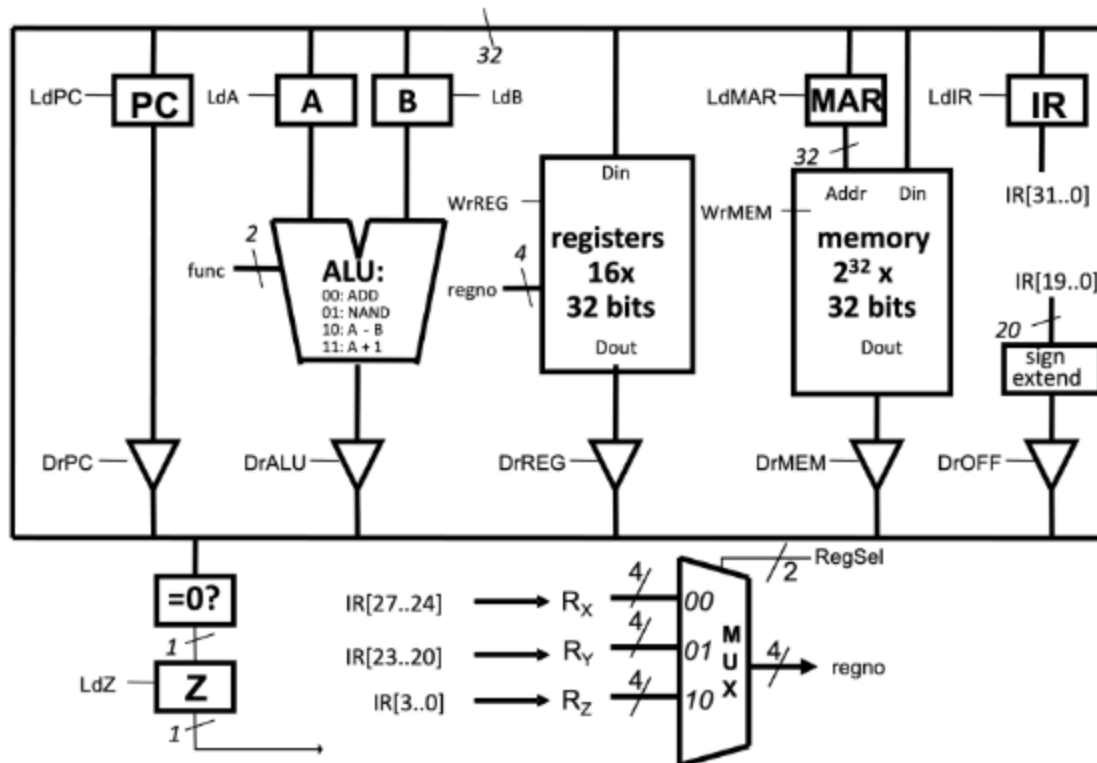 32
LdPC
PC
LdA
A
B
LdB
LdMAR
MAR
LdIR
IR
32
Din
Addr
Din
IR[31..0]
WrREG
WrMEM
2
func
ALU:
00: ADD
01: NAND
10: A - B
11: A + 1
4
regno
registers
16x
32 bits
Dout
memory
2³² x
32 bits
Dout
IR[19..0]
20
sign
extend
DrPC
DrALU
DrREG
DrMEM
DrOFF
=0?
1
LdZ
Z
1
RegSel
2
IR[27..24]
RX
4
00
IR[23..20]
RY
4
01
IR[3..0]
RZ
4
10
MUX
4
regno